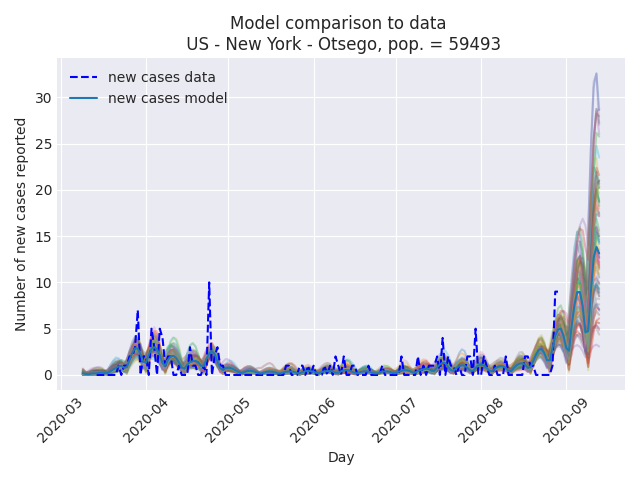 Model comparison to data
US - New York - Otsego, pop. = 59493
new cases data
new cases model
Number of new cases reported
30
25
20
15
10
5
0
2020-03
2020-04
2020-05
2020-06
2020-07
2020-08
2020-09
Day